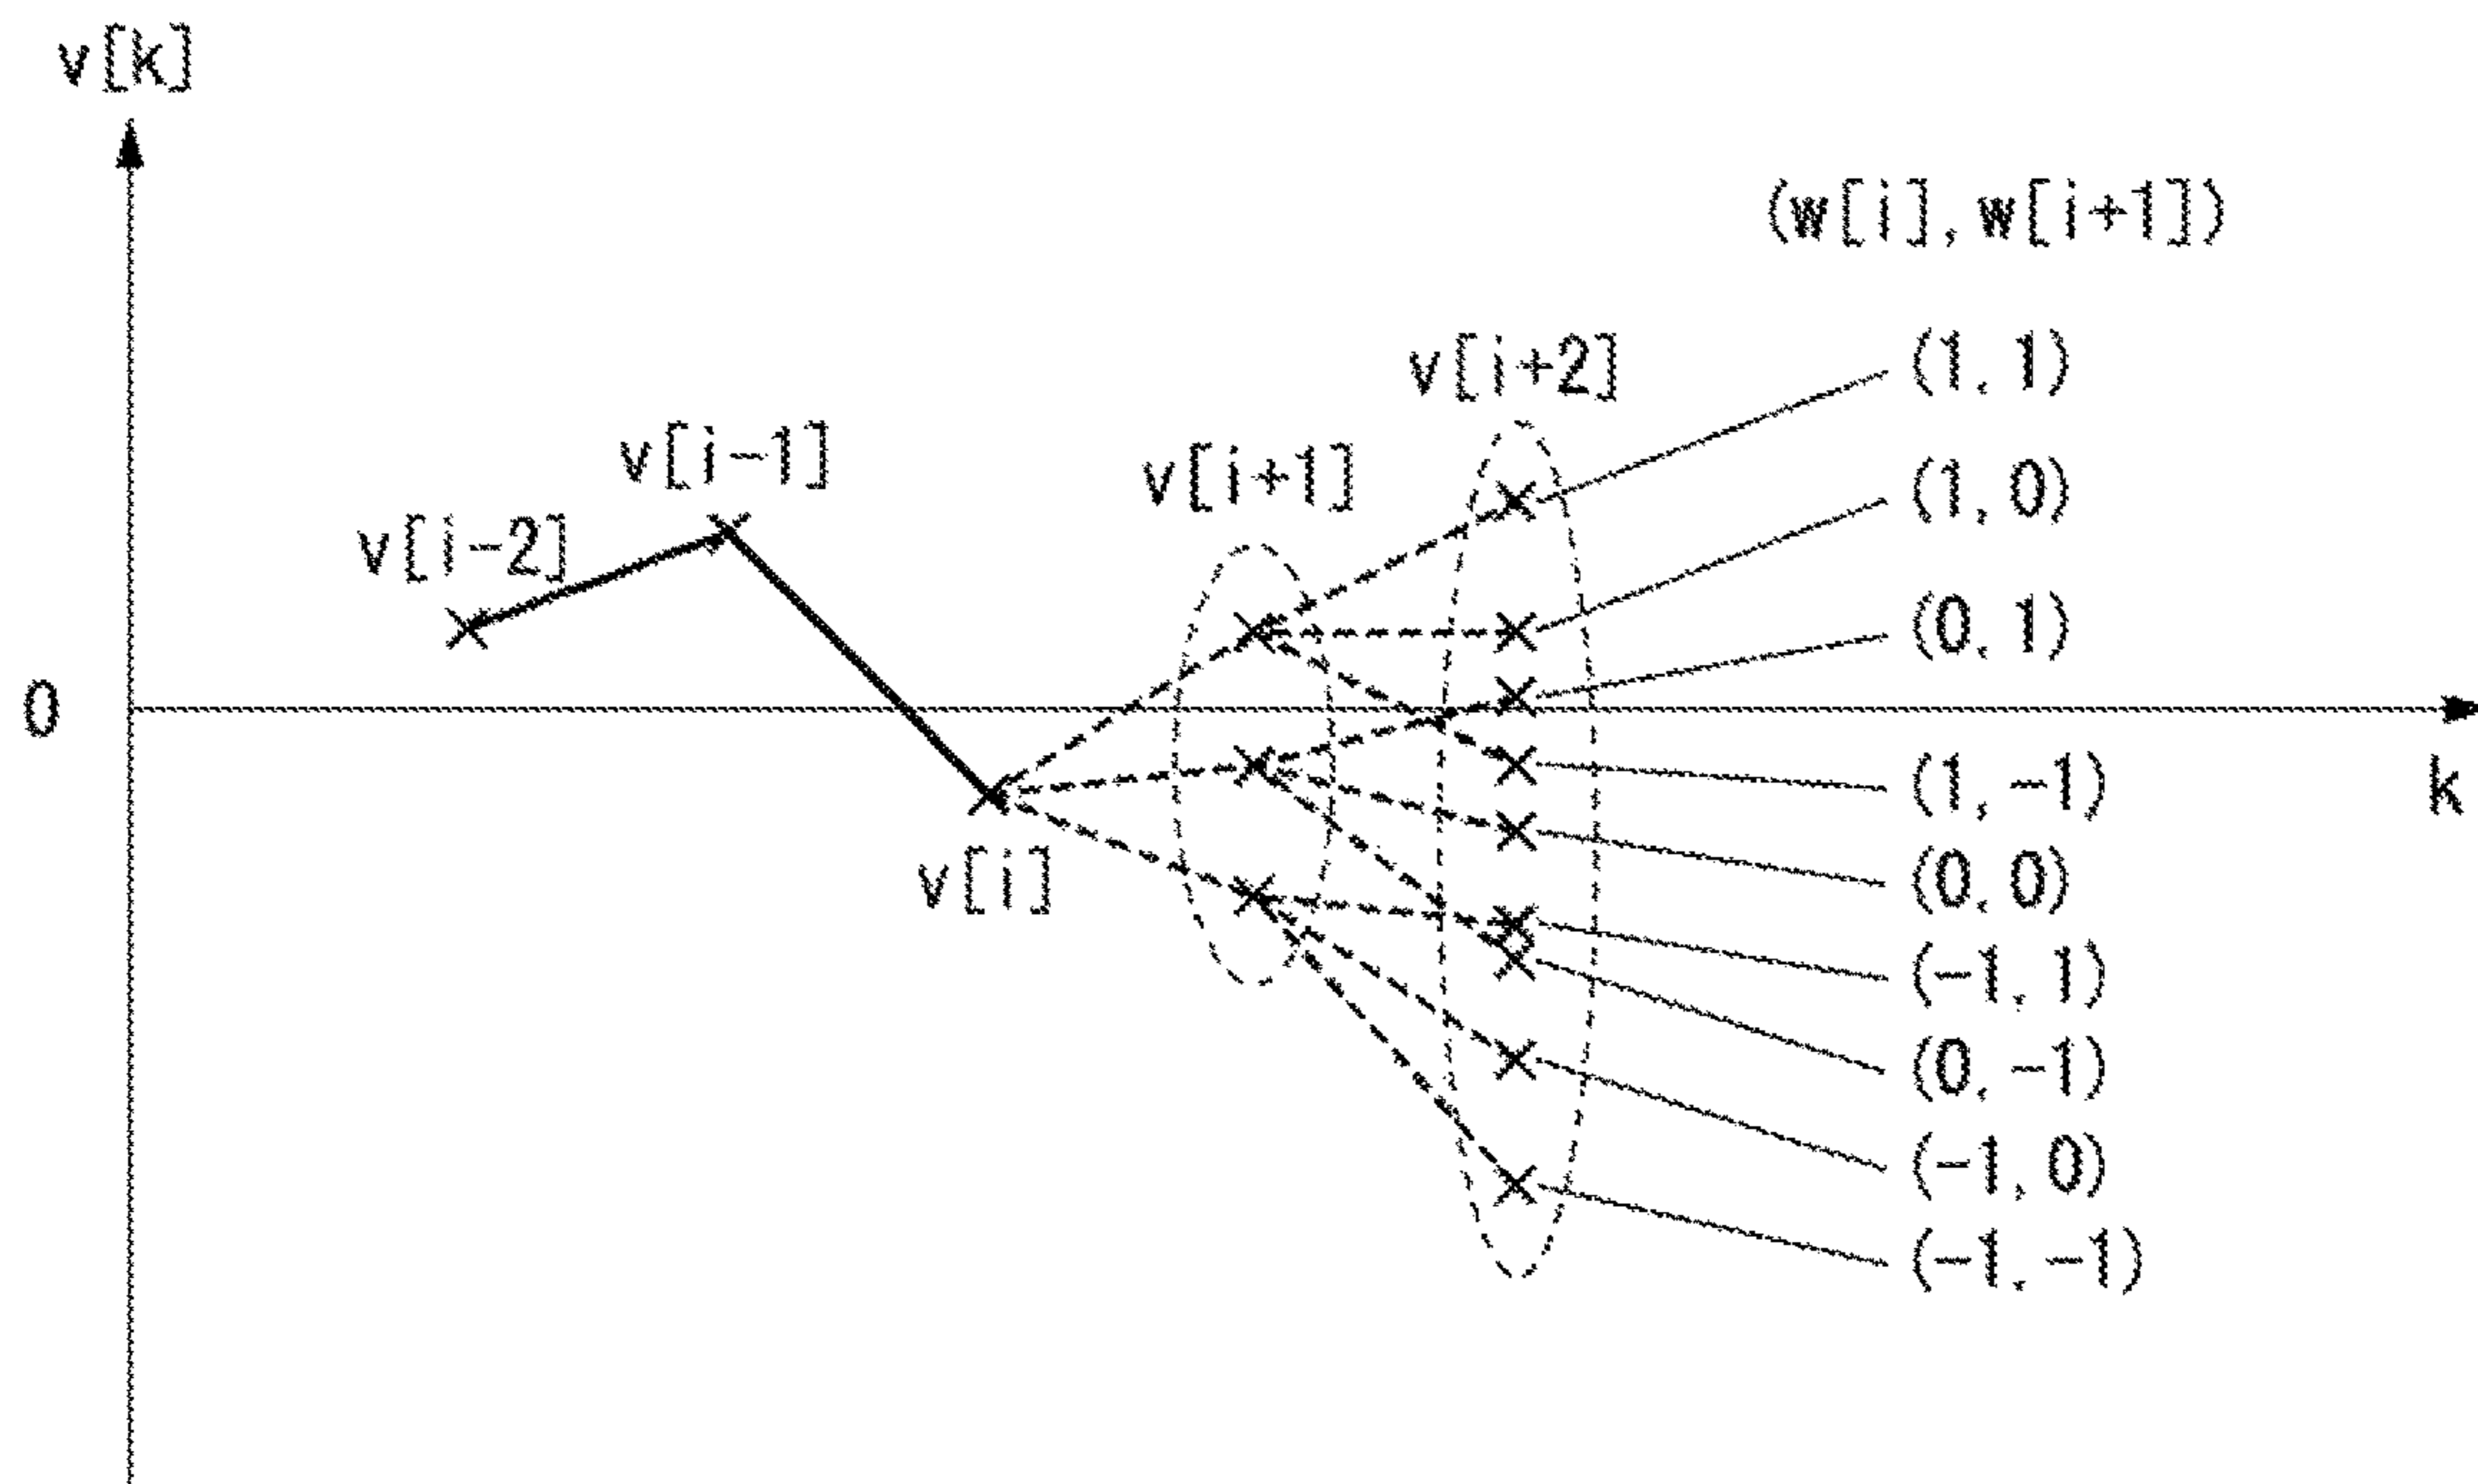 v[k]
(w[i], w[i+1])
v[i+2]
(1, 1)
v[i-1]
v[i+1]
(1, 0)
v[i-2]
(0, 1)
0
(1, -1)
k
v[i]
(0, 0)
(-1, 1)
(0, -1)
(-1, 0)
(-1, -1)